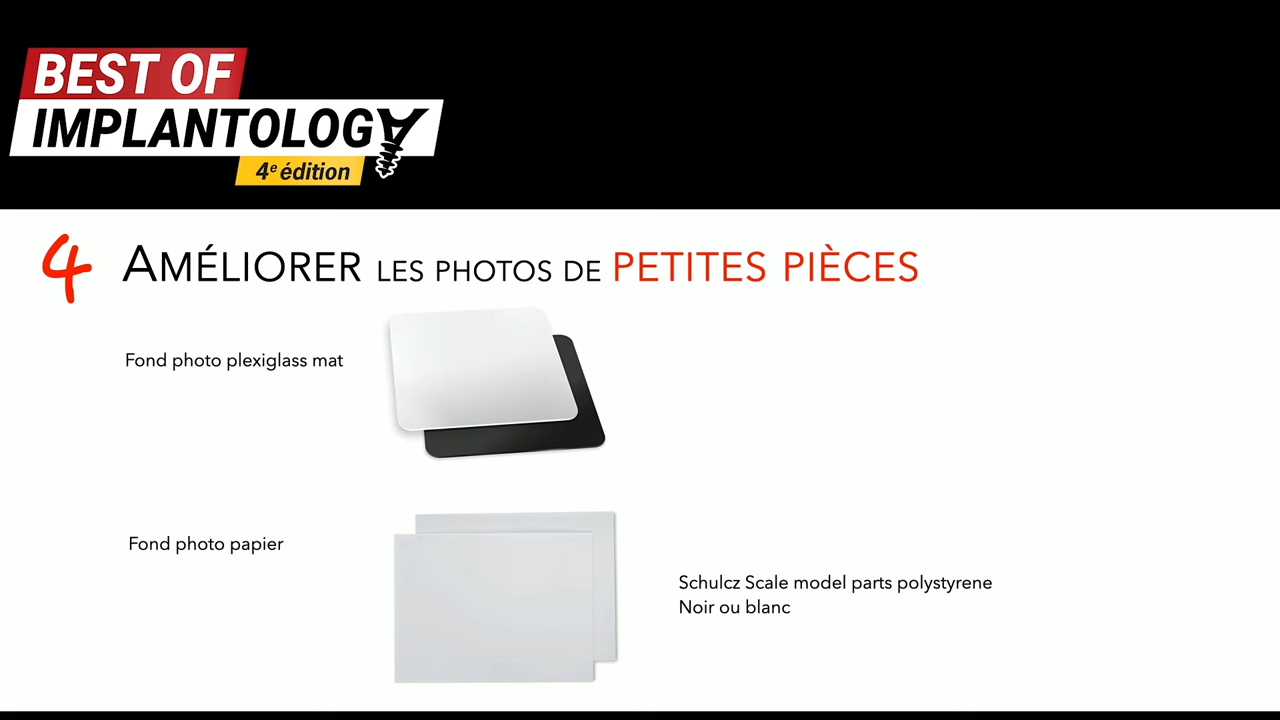 BEST OF
IMPLANTOLOGY
4e édition
4 AMÉLIORER LES PHOTOS DE PETITES PIÈCES
Fond photo plexiglass mat
Fond photo papier
Schulcz Scale model parts polystyrene
Noir ou blanc